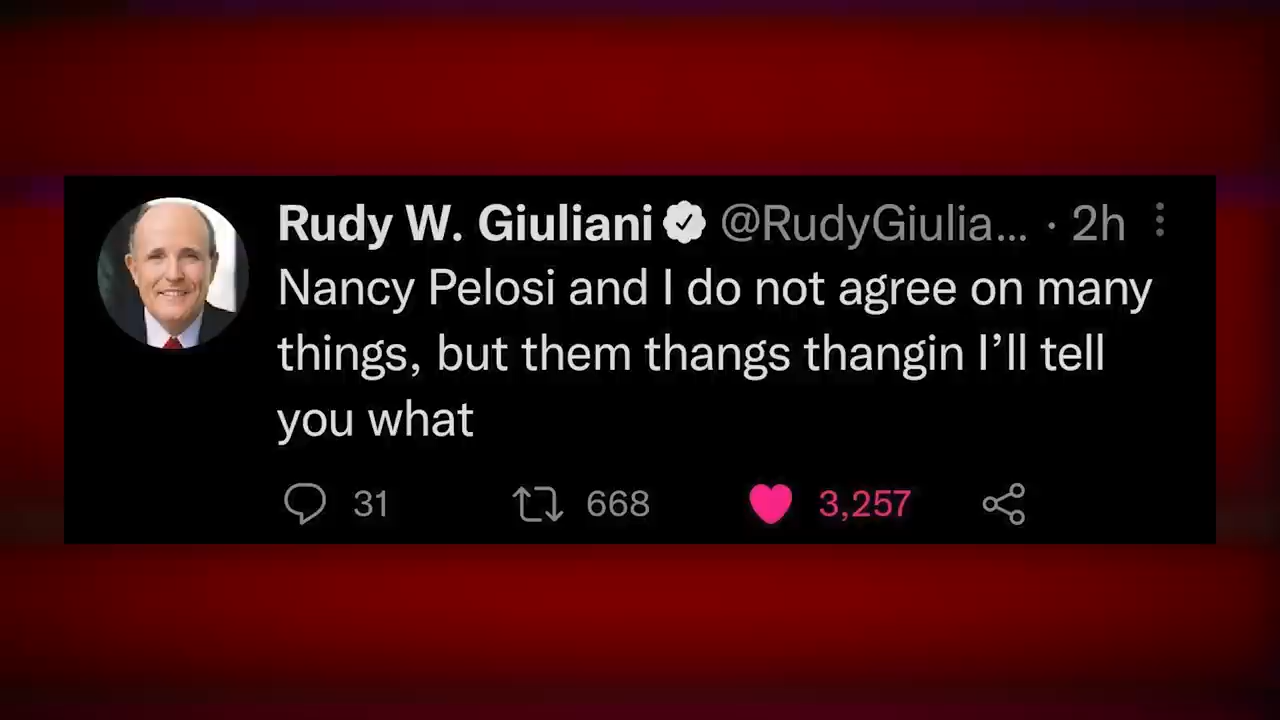 Rudy W. Giuliani @RudyGiulia... · 2h
Nancy Pelosi and I do not agree on many
things, but them thangs thangin I’ll tell
you what
31 668 3,257